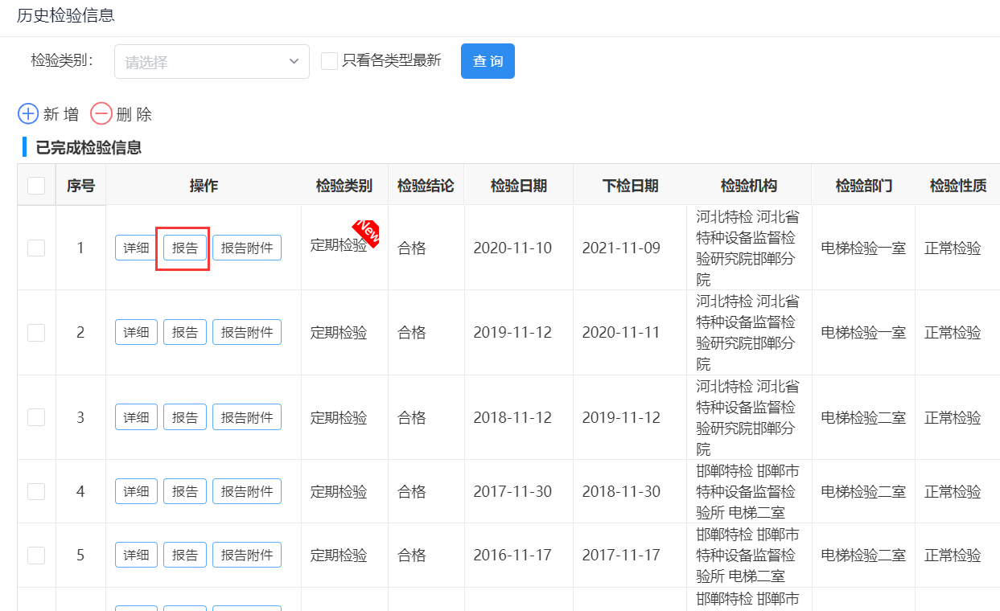 历史检验信息
检验类别：
请选择
只看各类型最新
查 询
新 增
删 除
已完成检验信息
序号 操作 检验类别 检验结论 检验日期 下检日期 检验机构 检验部门 检验性质
1 详细 报告 报告附件 定期检验 New 合格 2020-11-10 2021-11-09
河北特检 河北省
特种设备监督检
验研究院邯郸分
院
电梯检验一室 正常检验
2 详细 报告 报告附件 定期检验 合格 2019-11-12 2020-11-11
河北特检 河北省
特种设备监督检
验研究院邯郸分
院
电梯检验一室 正常检验
3 详细 报告 报告附件 定期检验 合格 2018-11-12 2019-11-12
河北特检 河北省
特种设备监督检
验研究院邯郸分
院
电梯检验二室 正常检验
4 详细 报告 报告附件 定期检验 合格 2017-11-30 2018-11-30
邯郸特检 邯郸市
特种设备监督检
验所 电梯二室
电梯检验二室 正常检验
5 详细 报告 报告附件 定期检验 合格 2016-11-17 2017-11-17
邯郸特检 邯郸市
特种设备监督检
验所 电梯二室
电梯检验二室 正常检验
邯郸特检 邯郸市